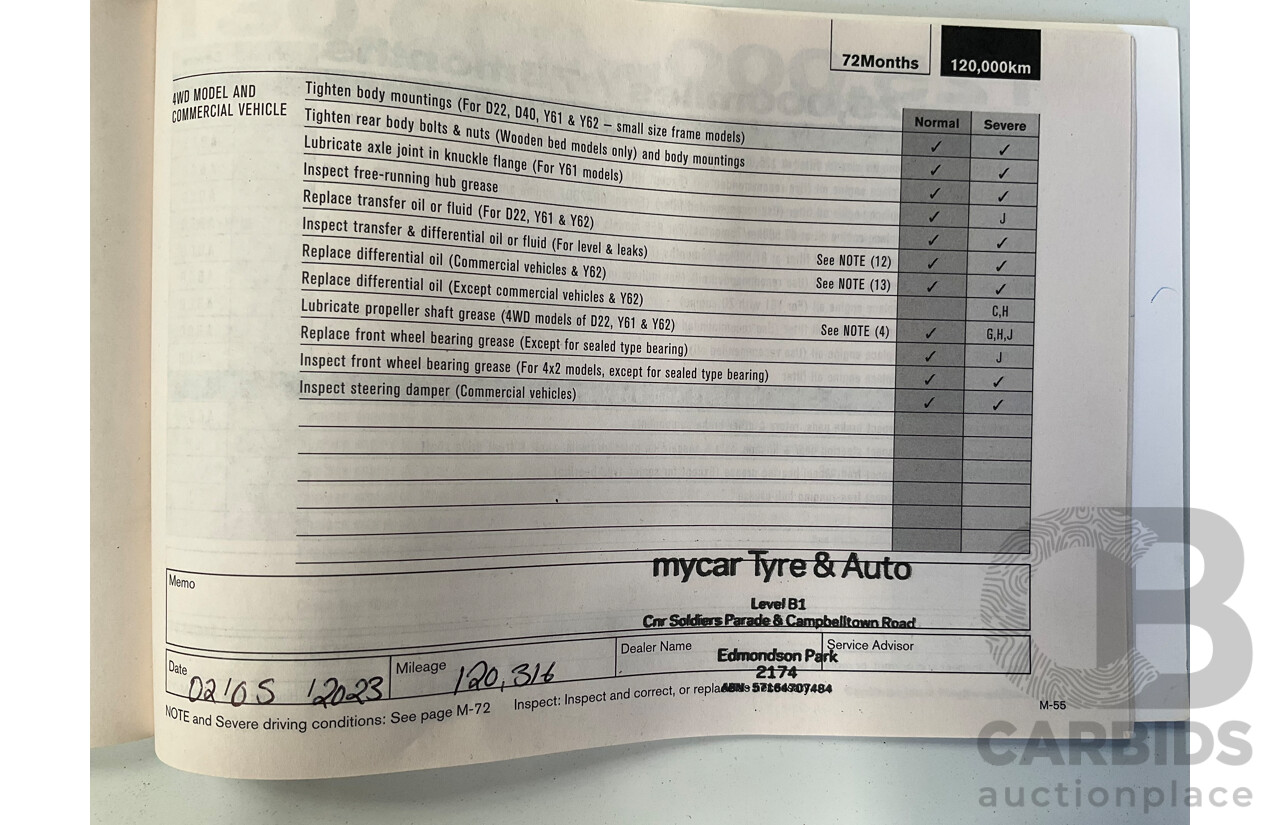 72Months
120,000km
4WD MODEL AND
COMMERCIAL VEHICLE
Normal
Severe
Tighten body mountings (For D22, D40, Y61 & Y62 – small size frame models) ✓ ✓
Tighten rear body bolts & nuts (Wooden bed models only) and body mountings ✓ ✓
Lubricate axle joint in knuckle flange (For Y61 models) ✓ ✓
Inspect free-running hub grease ✓ J
Replace transfer oil or fluid (For D22, Y61 & Y62) ✓ ✓
Inspect transfer & differential oil or fluid (For level & leaks) See NOTE (12) ✓ ✓
Replace differential oil (Commercial vehicles & Y62) See NOTE (13) ✓ ✓
Replace differential oil (Except commercial vehicles & Y62) C,H
Lubricate propeller shaft grease (4WD models of D22, Y61 & Y62) See NOTE (4) ✓ G,H,J
Replace front wheel bearing grease (Except for sealed type bearing) ✓ J
Inspect front wheel bearing grease (For 4x2 models, except for sealed type bearing) ✓ ✓
Inspect steering damper (Commercial vehicles) ✓ ✓
Memo
mycar Tyre & Auto
Level B1
Cnr Soldiers Parade & Campbelltown Road
Edmondson Park
2174
ABN: 57164707484
Date 02/05/2023
Mileage 120,316
Dealer Name
Service Advisor
NOTE and Severe driving conditions: See page M-72
Inspect: Inspect and correct, or repla
M-55
CARBIDS
auctionplace